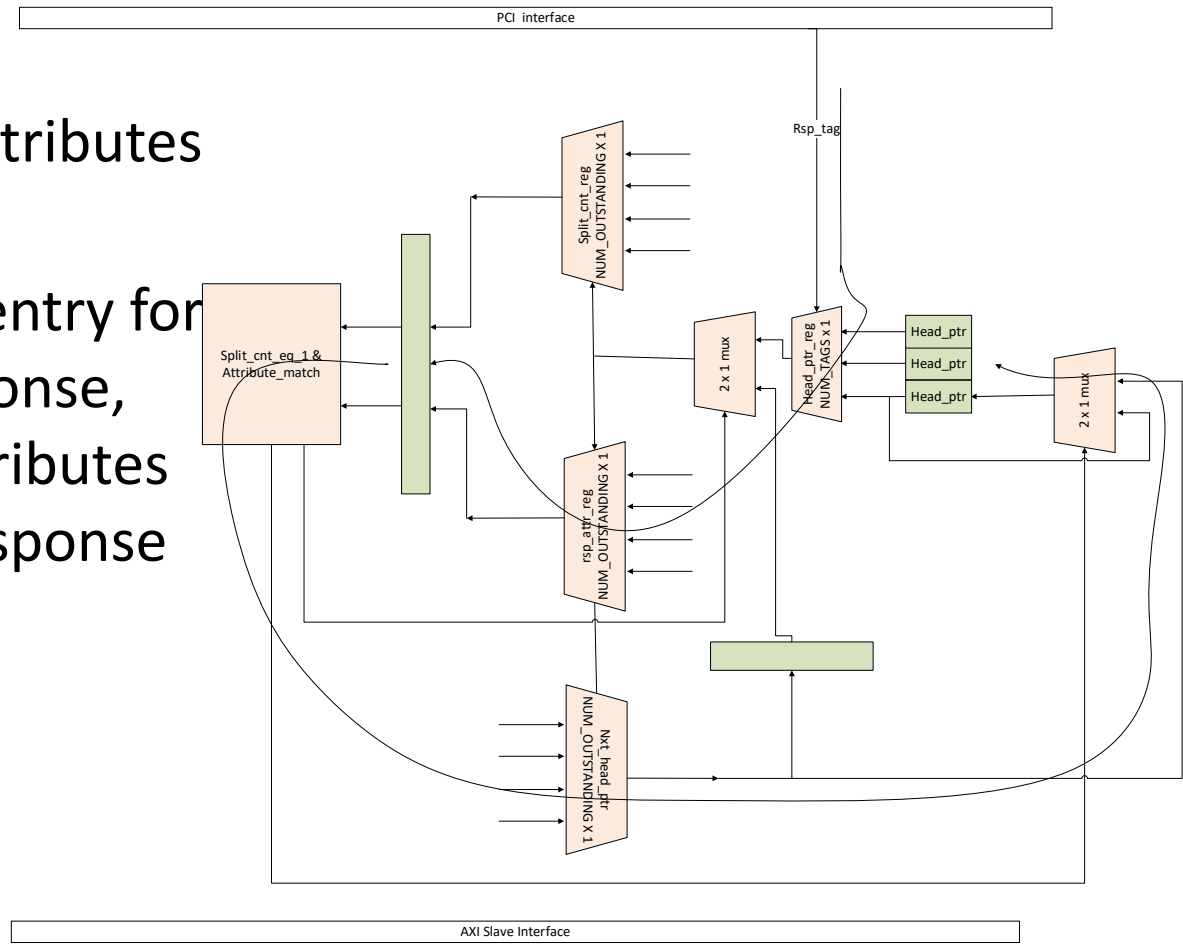 PCI interface
tributes
entry for
onse,
ributes
sponse
Rsp_tag
Split_cnt_reg
NUM_OUTSTANDING X 1
Split_cnt_eq_1 &
Attribute_match
2 x 1 mux
Head_ptr_reg
NUM_TAGS x 1
Head_ptr
Head_ptr
Head_ptr
2 x 1 mux
rsp_attr_reg
NUM_OUTSTANDING X 1
Nxt_head_ptr
NUM_OUTSTANDING X 1
AXI Slave Interface